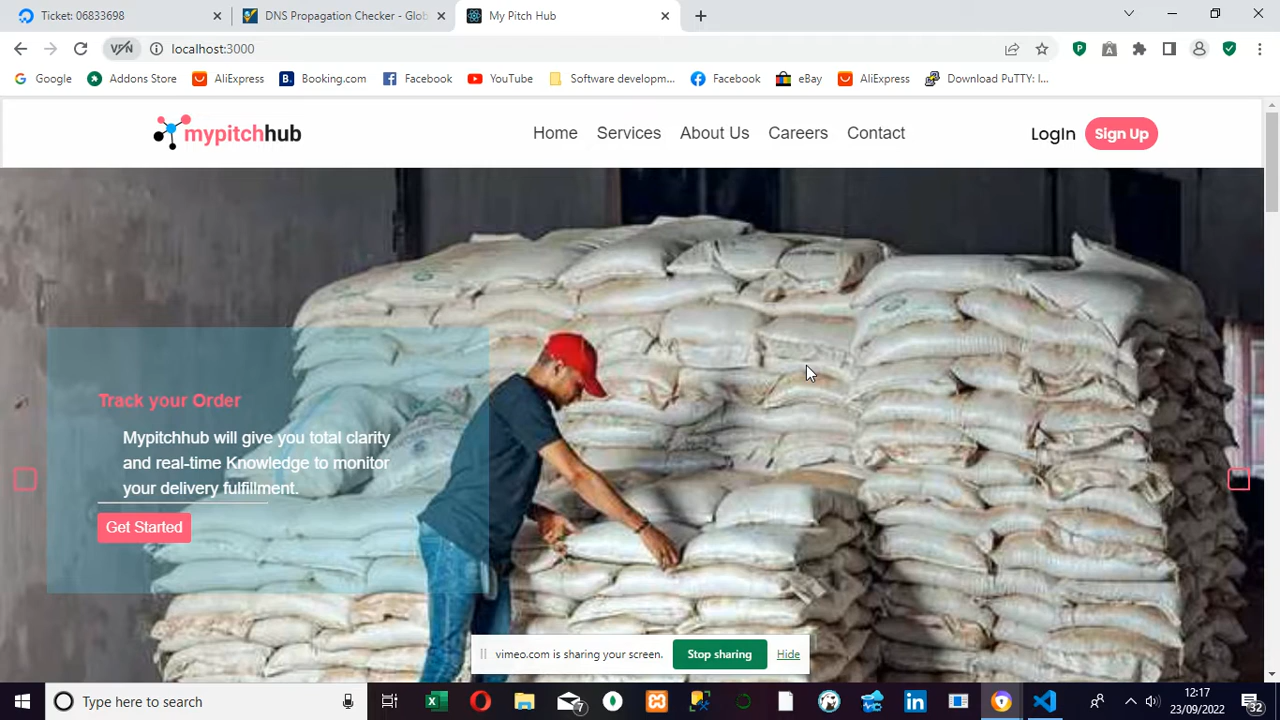 Ticket: 06833698
DNS Propagation Checker - Glob
My Pitch Hub
VPN
localhost:3000
Google
Addons Store
AliExpress
Booking.com
Facebook
YouTube
Software developm...
Facebook
eBay
AliExpress
Download PuTTY: l...
mypitchhub
Home
Services
About Us
Careers
Contact
LogIn
Sign Up
Track your Order
Mypitchhub will give you total clarity
and real-time Knowledge to monitor
your delivery fulfillment.
Get Started
vimeo.com is sharing your screen.
Stop sharing
Hide
Type here to search
7
12:17
23/09/2022
32